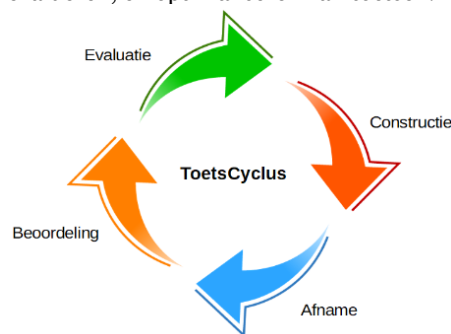 Evaluatie
Constructie
ToetsCyclus
Beoordeling
Afname